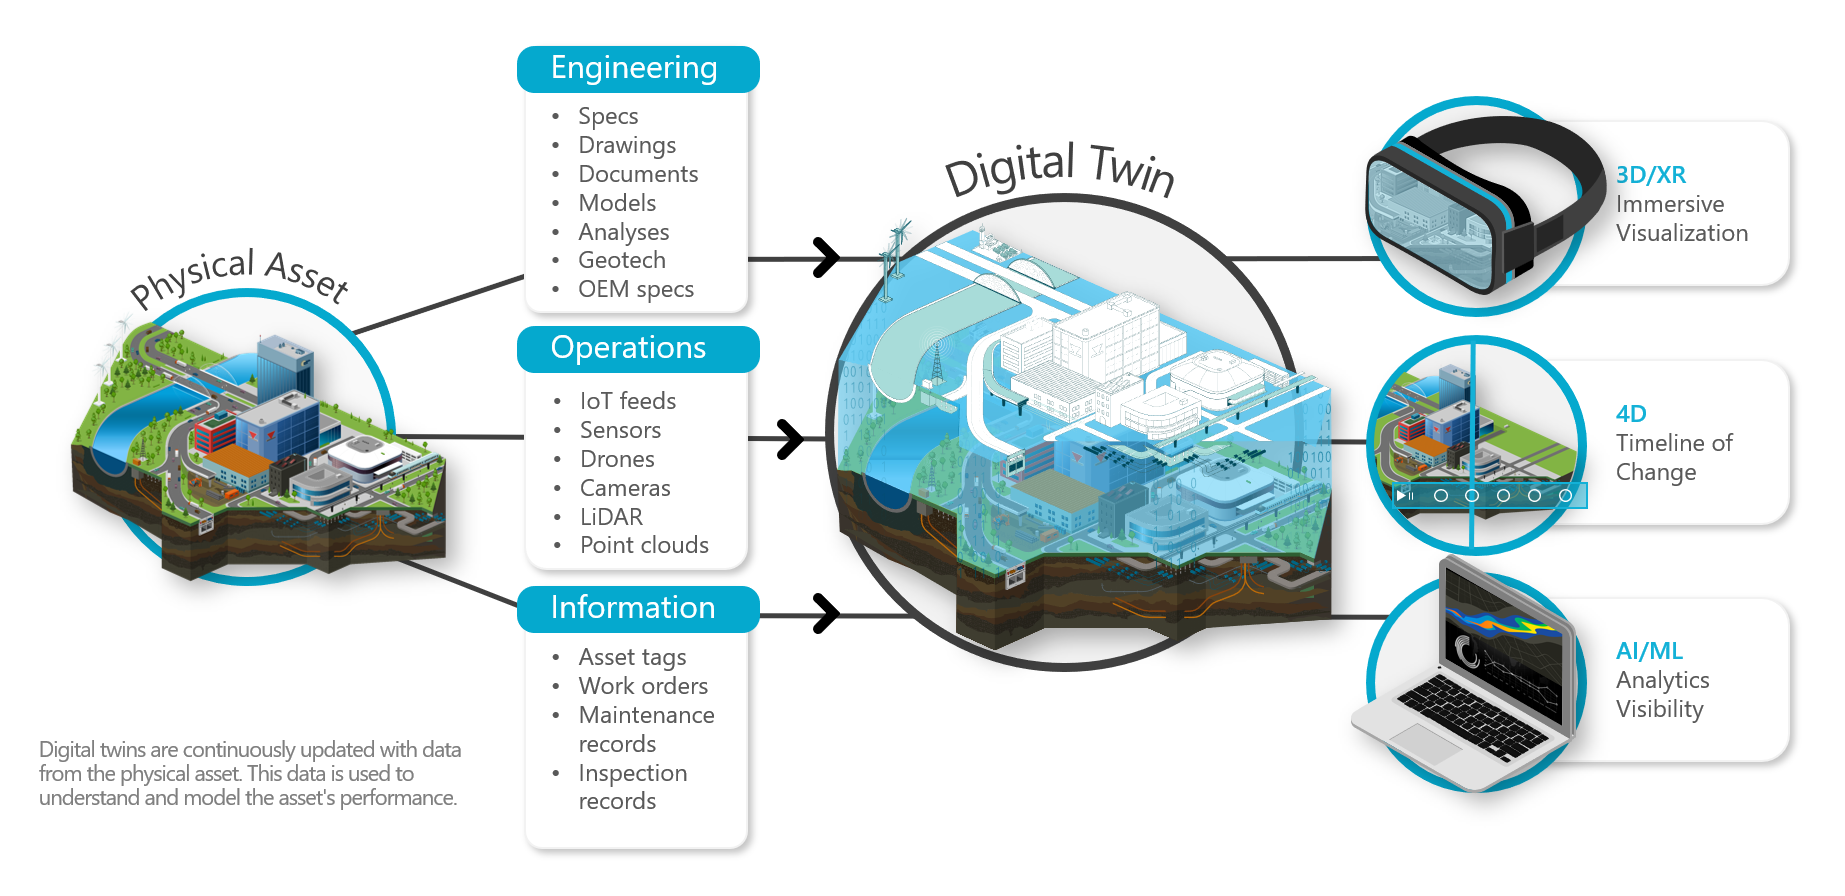 Physical Asset
Engineering
• Specs
• Drawings
• Documents
• Models
• Analyses
• Geotech
• OEM specs
Operations
• IoT feeds
• Sensors
• Drones
• Cameras
• LiDAR
• Point clouds
Information
• Asset tags
• Work orders
• Maintenance
records
• Inspection
records
Digital Twin
3D/XR
Immersive
Visualization
4D
Timeline of
Change
AI/ML
Analytics
Visibility
Digital twins are continuously updated with data
from the physical asset. This data is used to
understand and model the asset's performance.